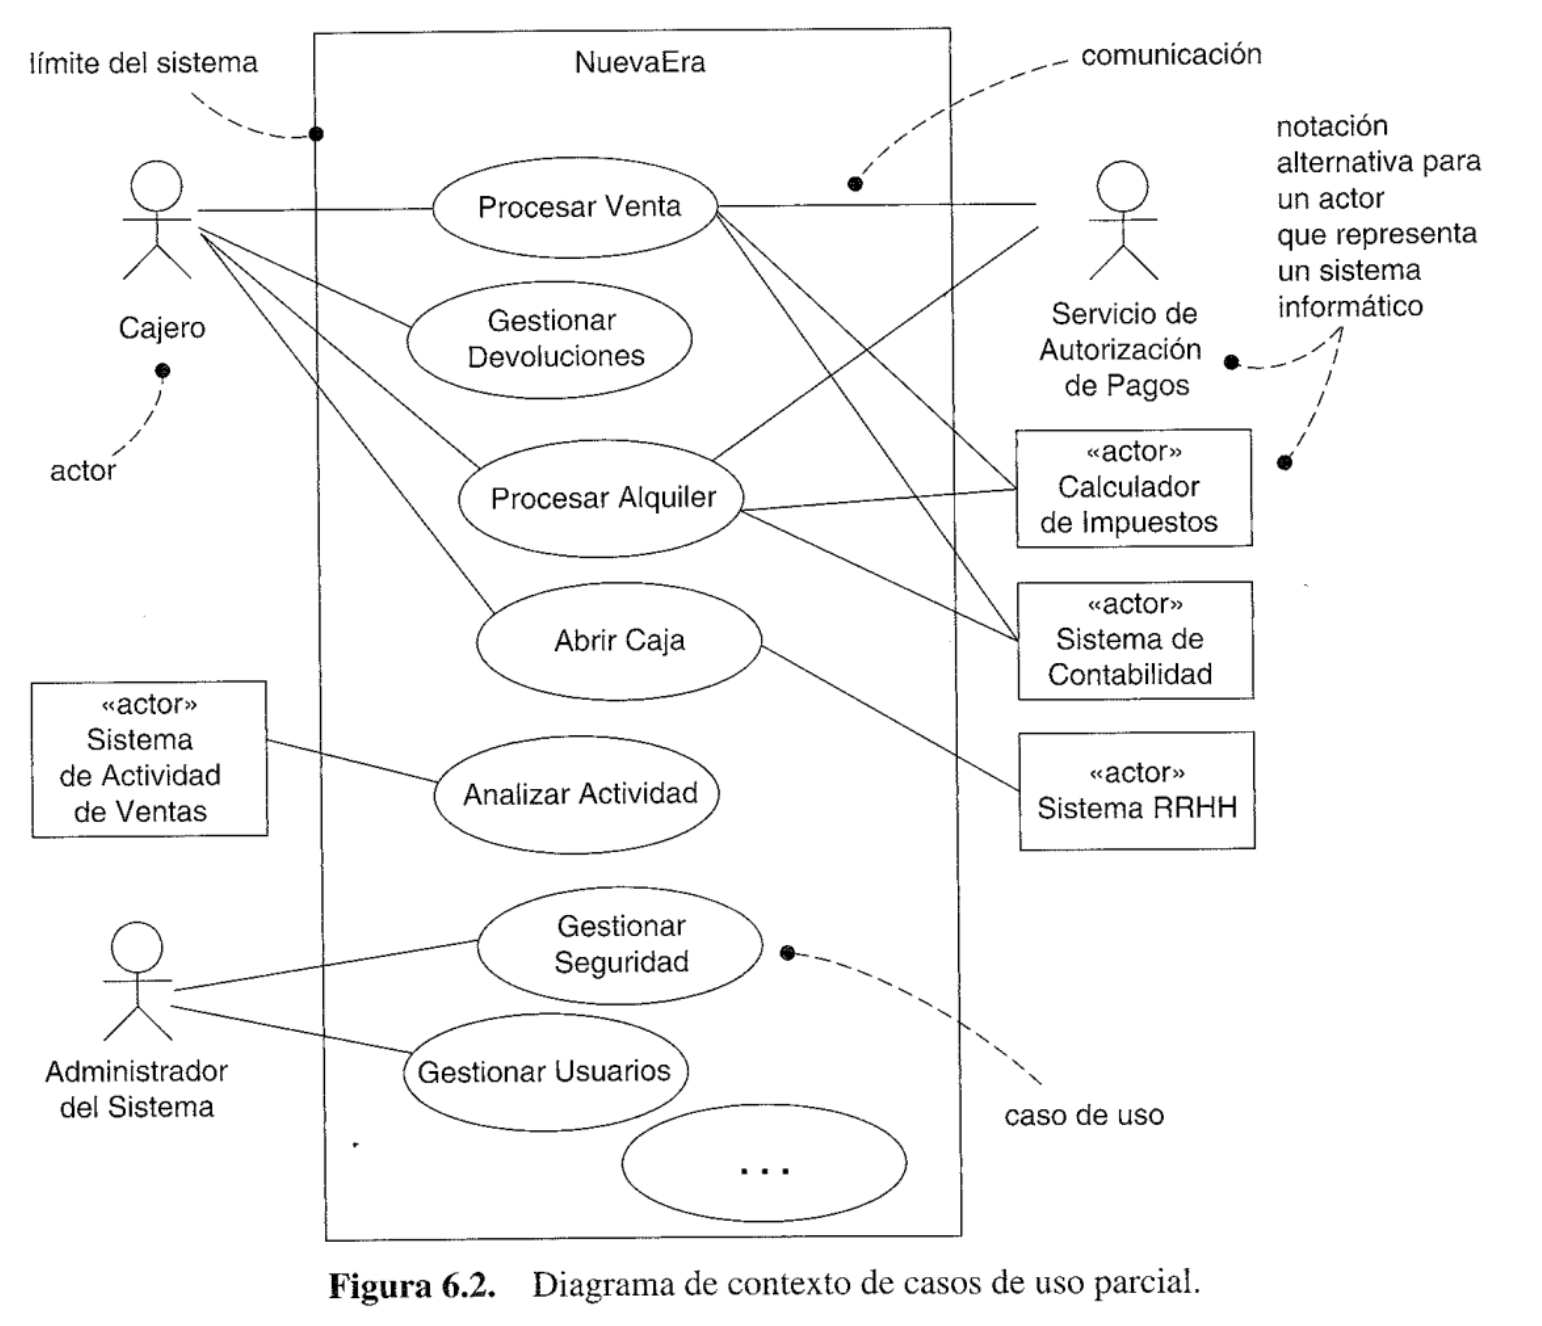 límite del sistema
NuevaEra
comunicación
notación
alternativa para
un actor
que representa
un sistema
informático
Cajero
actor
Procesar Venta
Gestionar
Devoluciones
Procesar Alquiler
Abrir Caja
Servicio de
Autorización
de Pagos
«actor»
Calculador
de Impuestos
«actor»
Sistema de
Contabilidad
«actor»
Sistema RRHH
«actor»
Sistema
de Actividad
de Ventas
Analizar Actividad
Gestionar
Seguridad
Gestionar Usuarios
Administrador
del Sistema
caso de uso
...
Figura 6.2. Diagrama de contexto de casos de uso parcial.